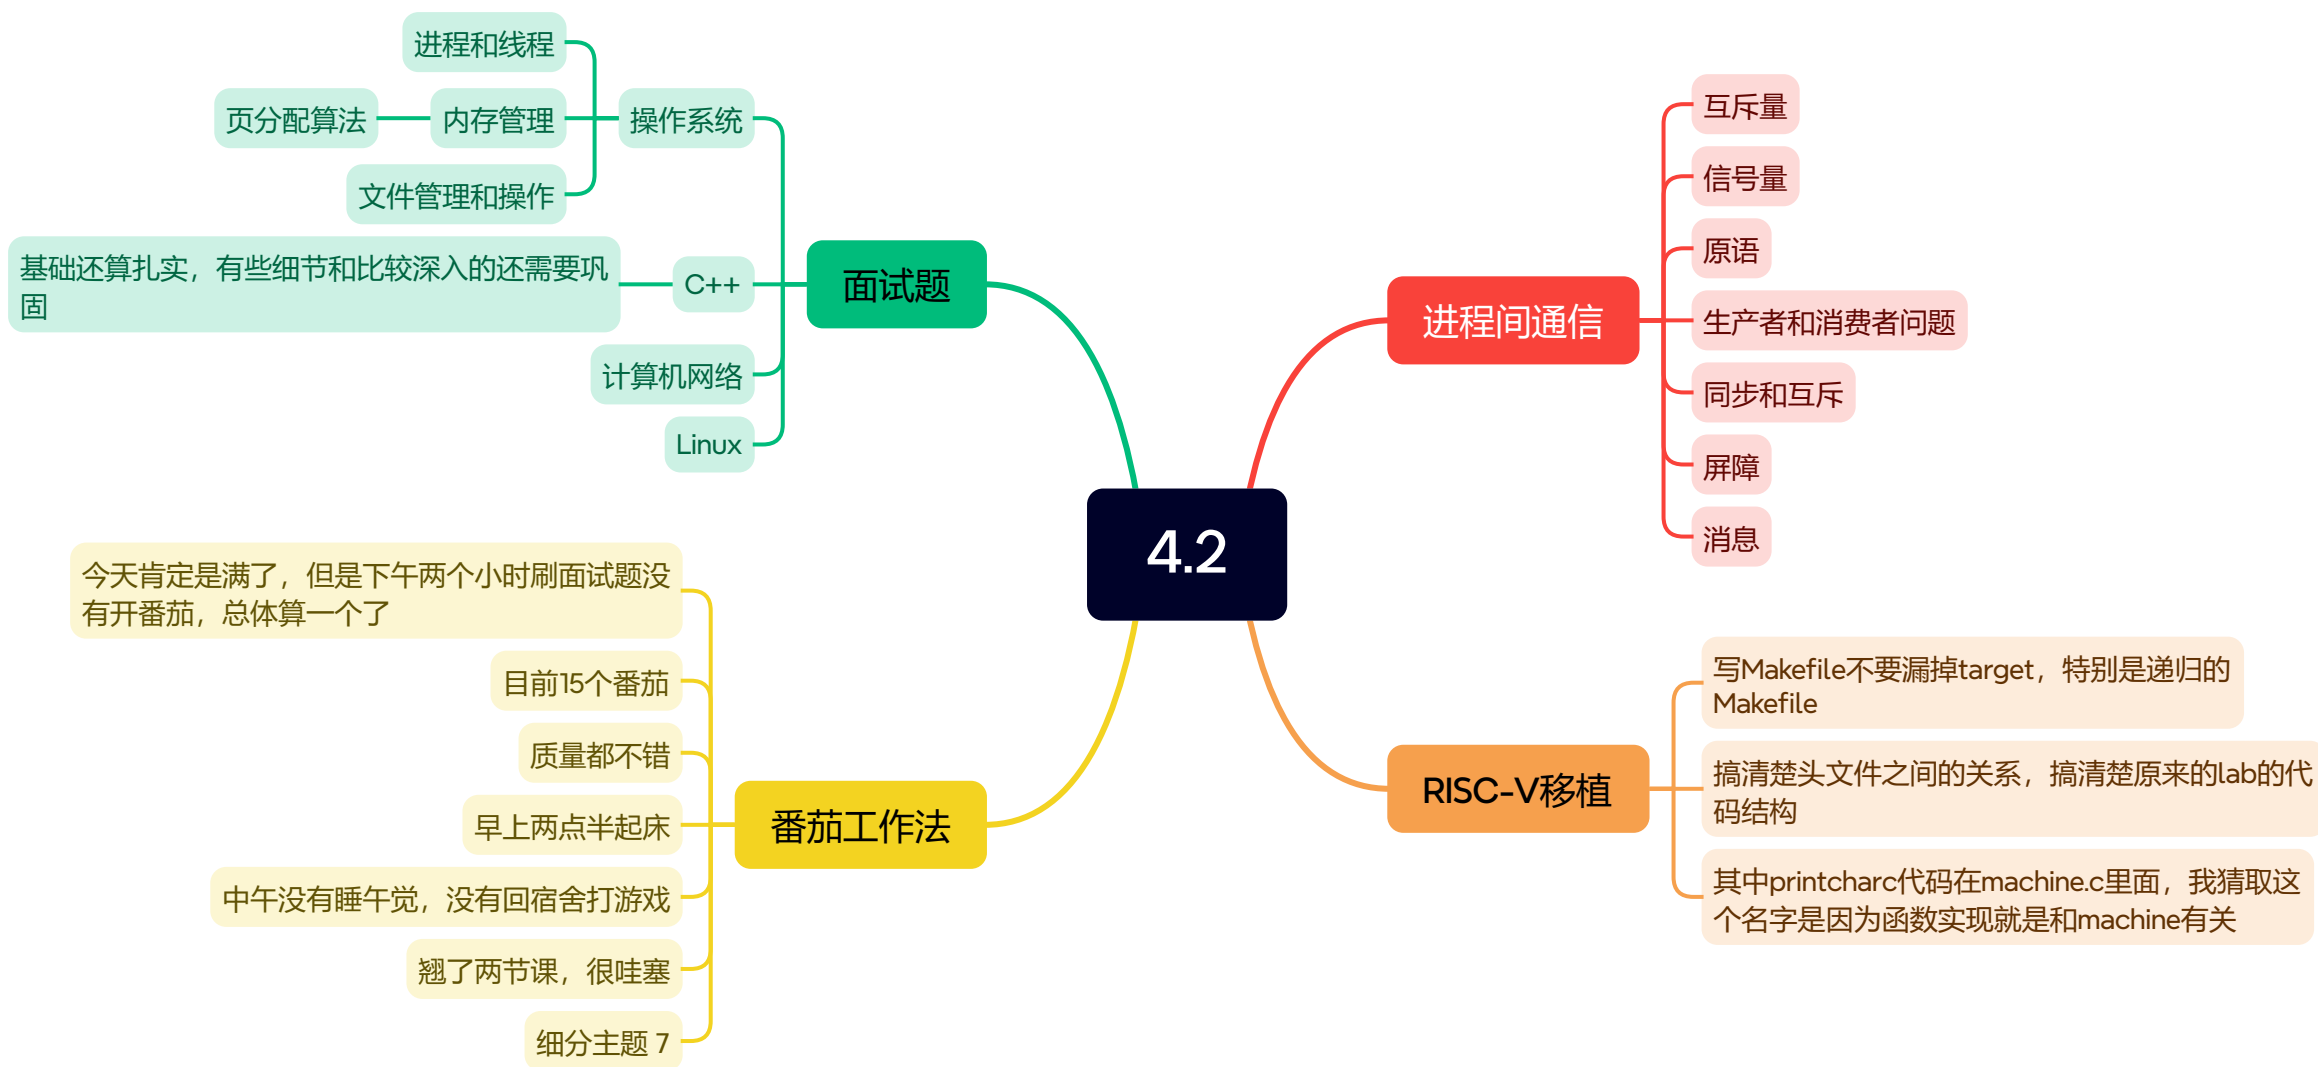 4.2
进程间通信
互斥量
信号量
原语
生产者和消费者问题
同步和互斥
屏障
消息
RISC-V移植
写Makefile不要漏掉target，特别是递归的
Makefile
搞清楚头文件之间的关系，搞清楚原来的lab的代
码结构
其中printcharc代码在machine.c里面，我猜取这
个名字是因为函数实现就是和machine有关
面试题
操作系统
进程和线程
内存管理
页分配算法
文件管理和操作
C++
基础还算扎实，有些细节和比较深入的还需要巩
固
计算机网络
Linux
番茄工作法
今天肯定是满了，但是下午两个小时刷面试题没
有开番茄，总体算一个了
目前15个番茄
质量都不错
早上两点半起床
中午没有睡午觉，没有回宿舍打游戏
翘了两节课，很哇塞
细分主题 7